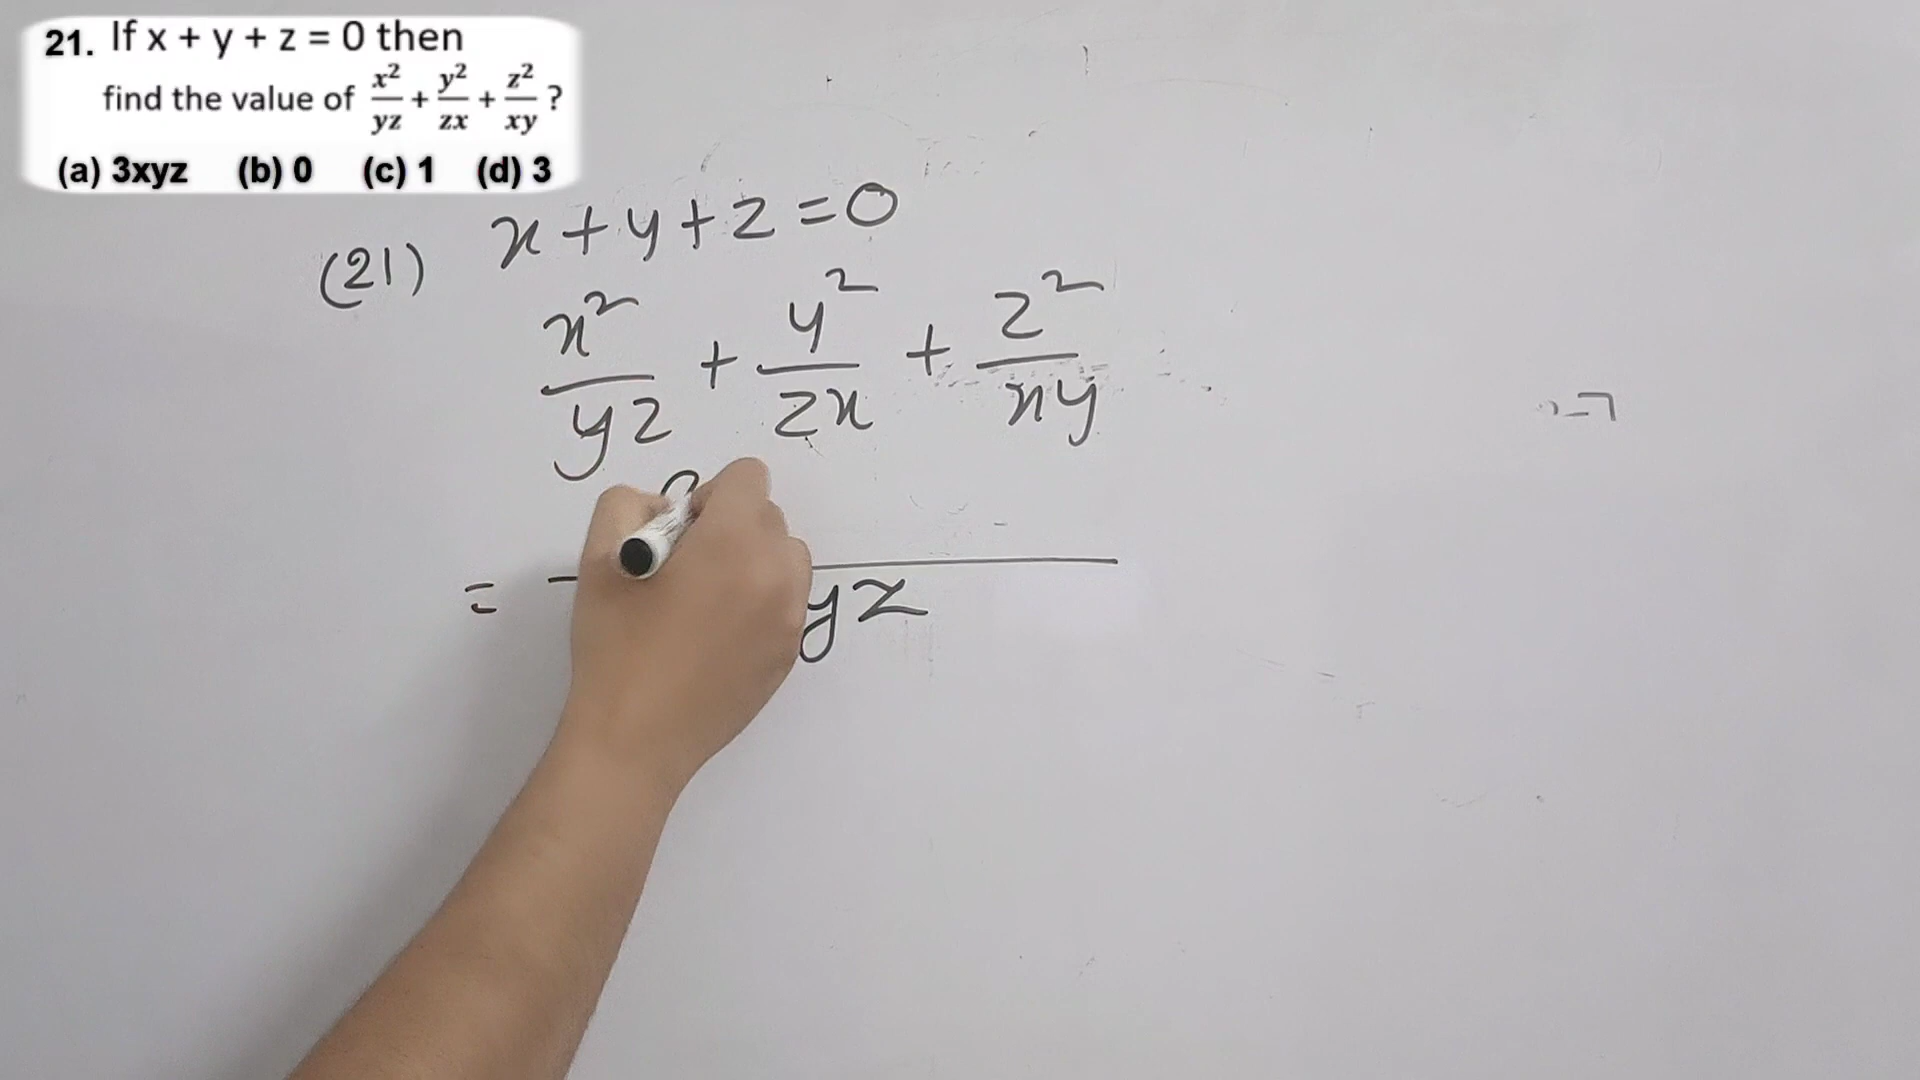 21. If x + y + z = 0 then
find the value of x²/yz + y²/zx + z²/xy ?
(a) 3xyz (b) 0 (c) 1 (d) 3
(21) x + y + z = 0
x²/yz + y²/zx + z²/xy
= yz